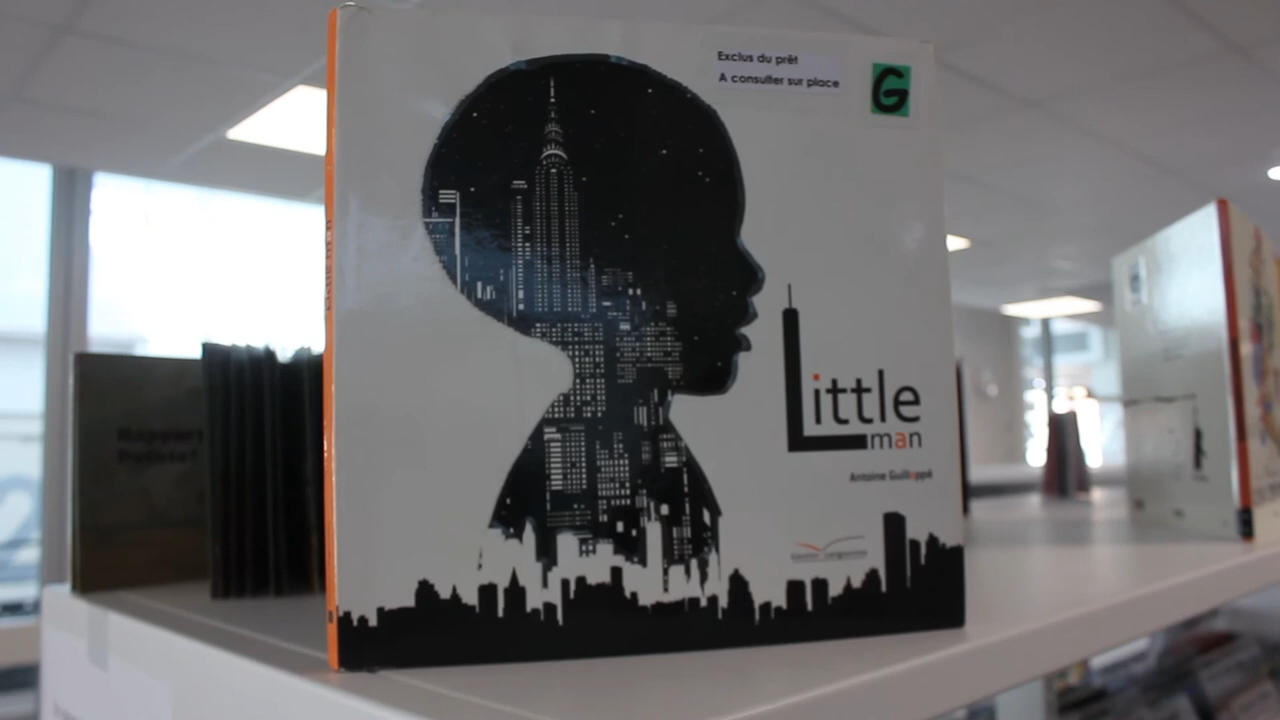 Exclus du prêt
A consulter sur place
G
Little
man
Antoine Guilloppé